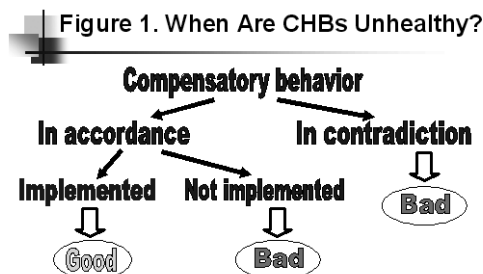 Figure 1. When Are CHBs Unhealthy?
Compensatory behavior
In accordance
In contradiction
Implemented
Not implemented
Bad
Good
Bad